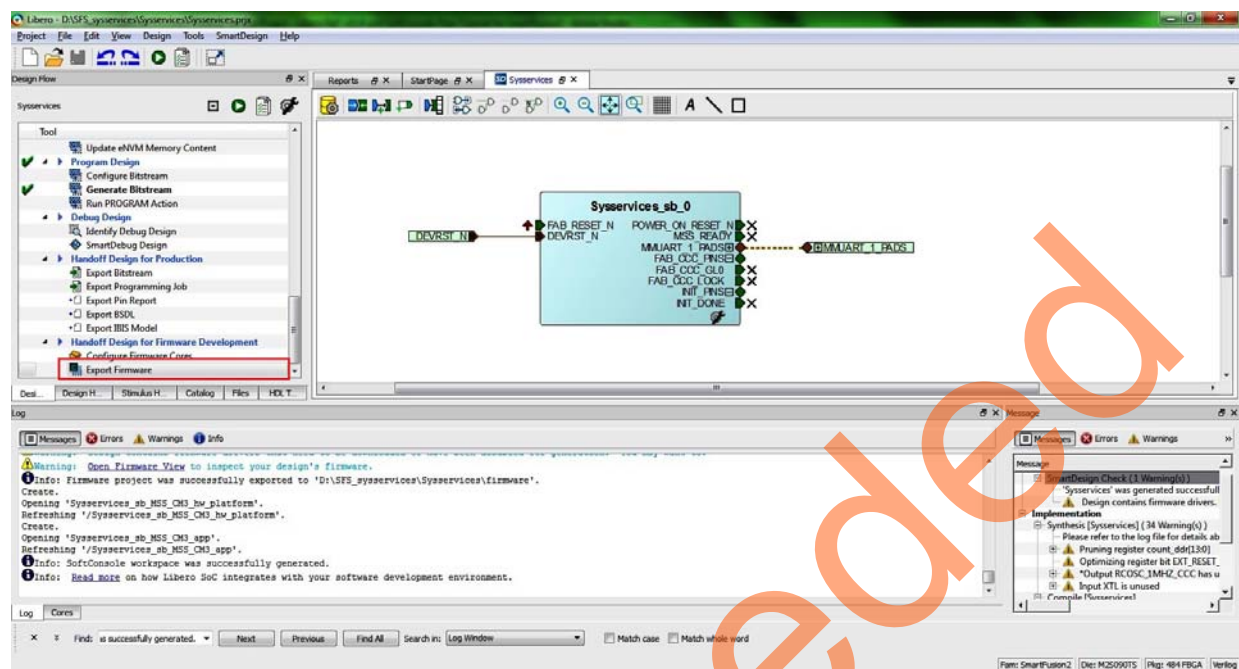 Libero - D:\SFS_sysservices\Sysservices\Sysservices.prjx
Project File Edit View Design Tools SmartDesign Help
Design Flow
Reports StartPage Sysservices
Sysservices
Tool
Update eNVM Memory Content
Program Design
Configure Bitstream
Generate Bitstream
Run PROGRAM Action
Debug Design
Identify Debug Design
SmartDebug Design
Handoff Design for Production
Export Bitstream
Export Programming Job
Export Pin Report
Export BSDL
Export IBIS Model
Handoff Design for Firmware Development
Configure Firmware Cores
Export Firmware
Desi... Design H... Stimulus H... Catalog Files HDL T...
Sysservices_sb_0
FAB_RESET_N
DEVRST_N
DEVRST_N
POWER_ON_RESET_N
MSS_READY
MMUART_1_PADS
FAB_CCC_PINS
FAB_CCC_GL0
FAB_CCC_LOCK
INIT_PINS
INIT_DONE
MMUART_1_PADS
Log
Messages Errors Warnings Info
Warning: Open Firmware View to inspect your design's firmware.
Info: Firmware project was successfully exported to 'D:\SFS_sysservices\Sysservices\firmware'.
Create.
Opening 'Sysservices_sb_MSS_CM3_hw_platform'.
Refreshing '/Sysservices_sb_MSS_CM3_hw_platform'.
Create.
Opening 'Sysservices_sb_MSS_CM3_app'.
Refreshing '/Sysservices_sb_MSS_CM3_app'.
Info: SoftConsole workspace was successfully generated.
Info: Read more on how Libero SoC integrates with your software development environment.
Log Cores
Message
Messages Errors Warnings »
Message
SmartDesign Check ( 1 Warning(s) )
'Sysservices' was generated successfull
Design contains firmware drivers.
Implementation
Synthesis [Sysservices] ( 34 Warning(s) )
Please refer to the log file for details ab
Pruning register count_ddr[13:0]
Optimizing register bit EXT_RESET_
*Output RCOSC_1MHZ_CCC has u
Input XTL is unused
Compile [Sysservices]
Find: is successfully generated. Next Previous Find All Search in: Log Window Match case Match whole word
Fam: SmartFusion2 Die: M2S090TS Pkg: 484 FBGA Verilog